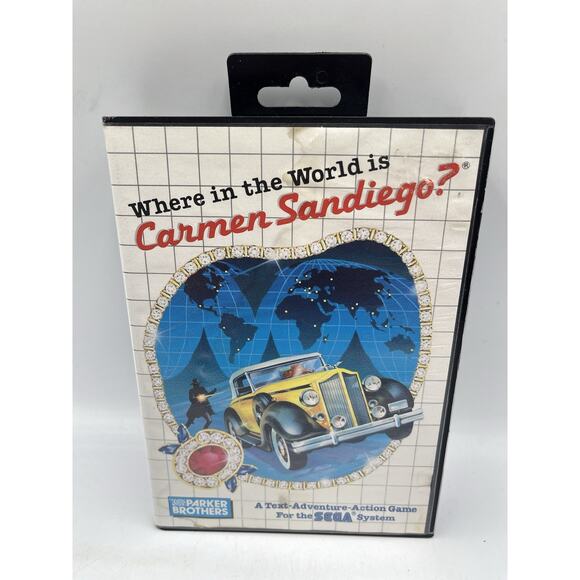 Where in the World is
Carmen Sandiego?®
PARKER
BROTHERS
A Text-Adventure-Action Game
For the SEGA® System